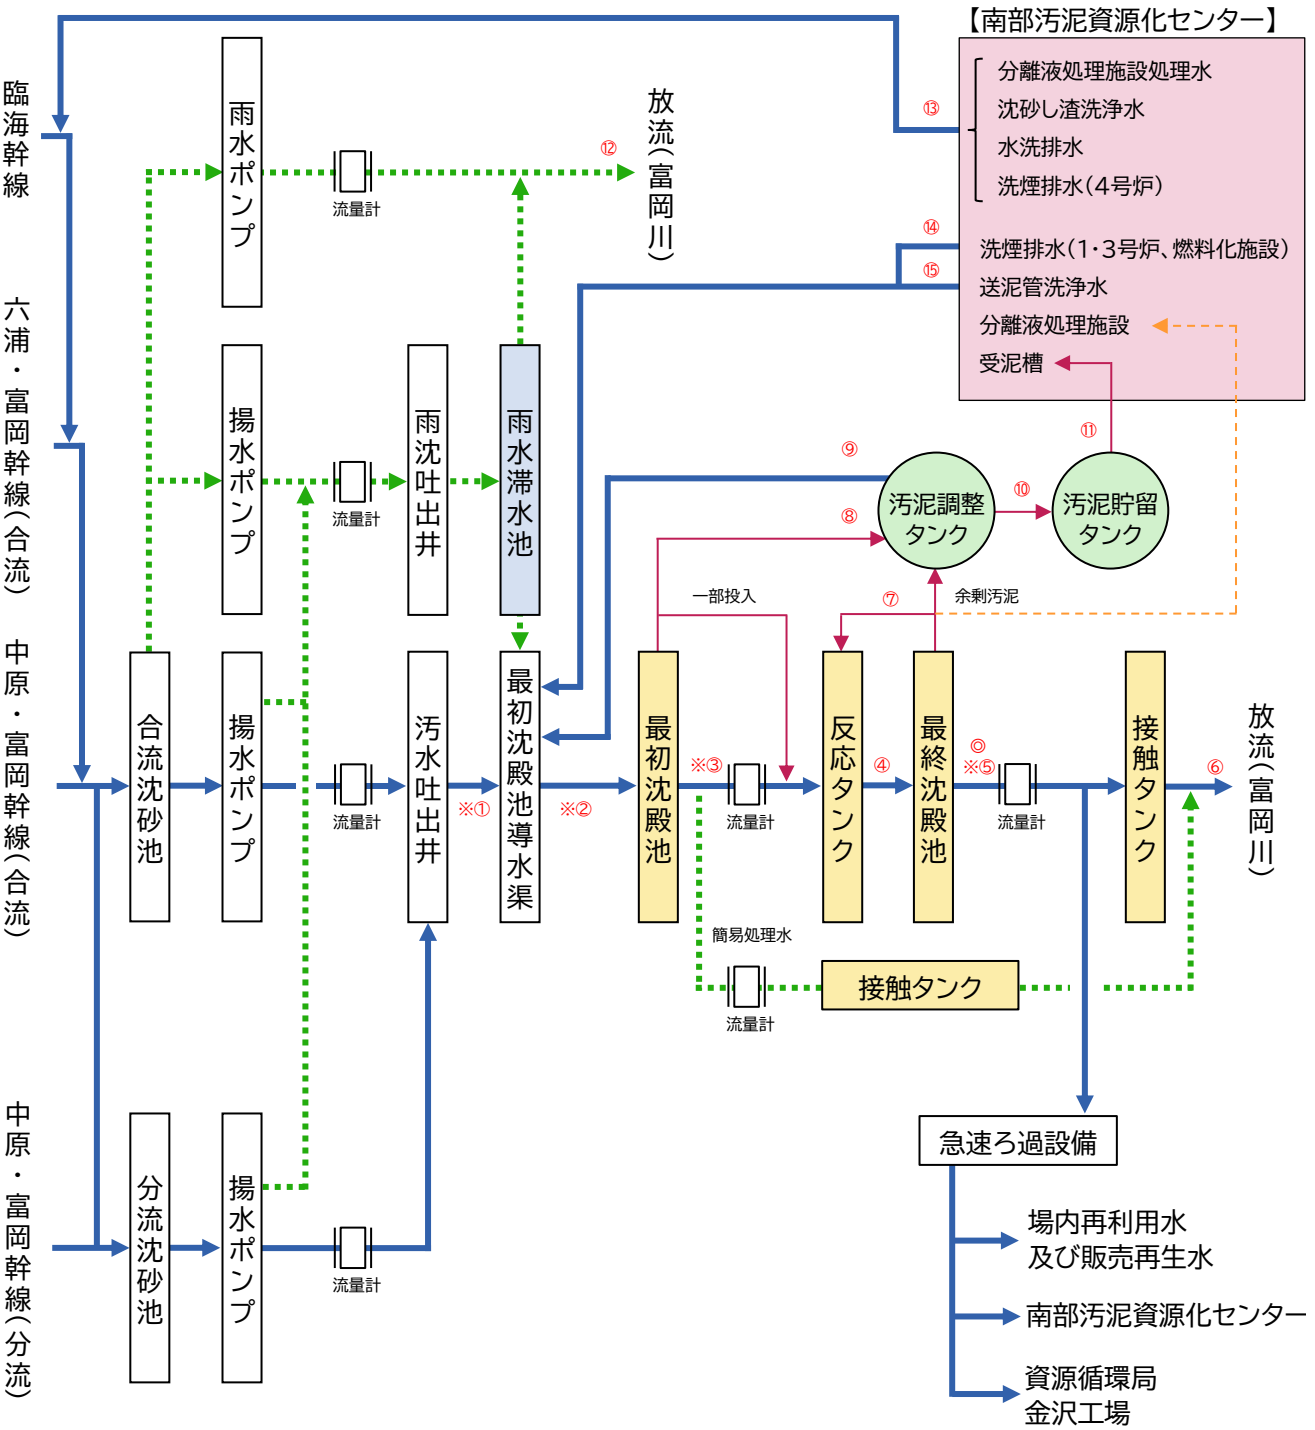 【南部汚泥資源化センター】
分離液処理施設処理水
沈砂し渣洗浄水
水洗排水
洗煙排水(4号炉)
⑬
⑭
洗煙排水(1・3号炉、燃料化施設)
⑮
送泥管洗浄水
分離液処理施設
受泥槽
臨海幹線
六浦・富岡幹線(合流)
中原・富岡幹線(合流)
中原・富岡幹線(分流)
雨水ポンプ
流量計
⑫
放流(富岡川)
揚水ポンプ
流量計
雨沈吐出井
雨水滞水池
⑨
⑧
汚泥調整
タンク
⑩
汚泥貯留
タンク
⑪
一部投入
⑦
余剰汚泥
合流沈砂池
揚水ポンプ
流量計
汚水吐出井
※①
最初沈殿池導水渠
※②
最初沈殿池
※③
流量計
反応タンク
④
最終沈殿池
◎
※⑤
流量計
接触タンク
⑥
放流(富岡川)
簡易処理水
流量計
接触タンク
分流沈砂池
揚水ポンプ
流量計
急速ろ過設備
場内再利用水
及び販売再生水
南部汚泥資源化センター
資源循環局
金沢工場